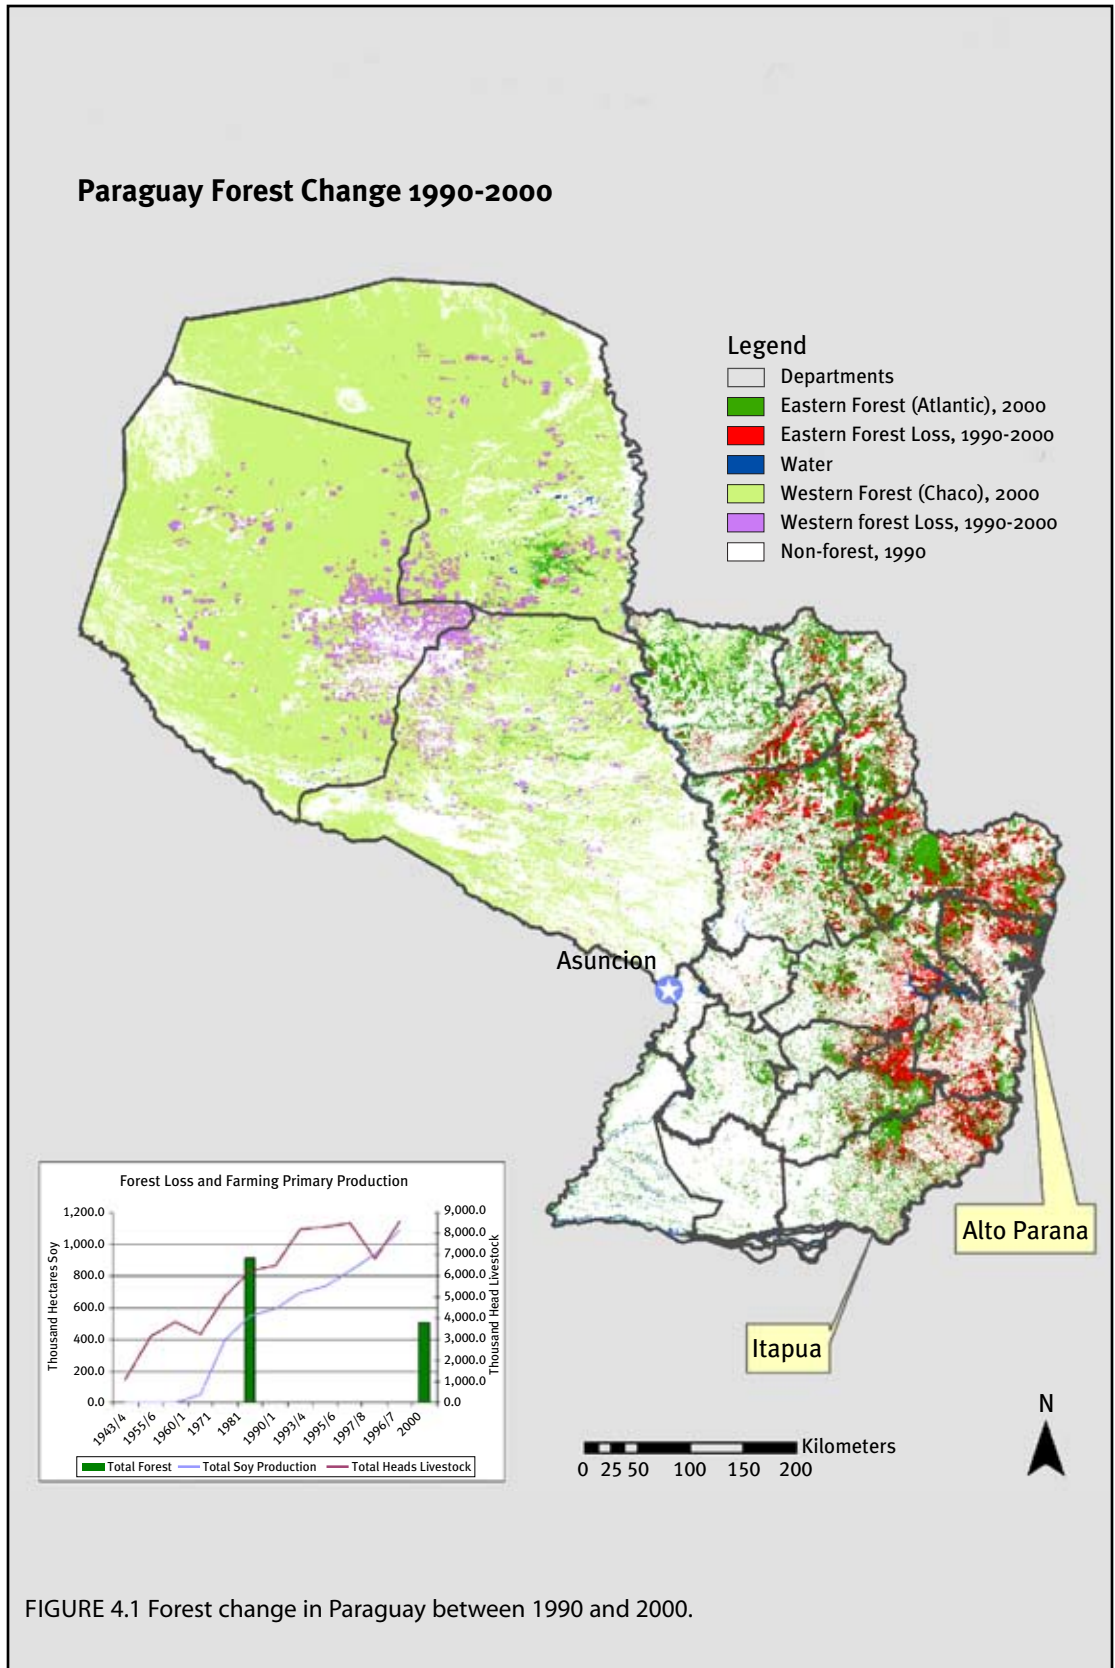 Paraguay Forest Change 1990-2000
Legend
Departments
Eastern Forest (Atlantic), 2000
Eastern Forest Loss, 1990-2000
Water
Western Forest (Chaco), 2000
Western forest Loss, 1990-2000
Non-forest, 1990
Asuncion
Alto Parana
Itapua
Forest Loss and Farming Primary Production
Thousand Hectares Soy
1,200.0
1,000.0
800.0
600.0
400.0
200.0
0.0
9,000.0
8,000.0
7,000.0
6,000.0
5,000.0
4,000.0
3,000.0
2,000.0
1,000.0
0.0
Thousand Head Livestock
1943/4
1955/6
1960/1
1971
1981
1990/1
1993/4
1995/6
1997/8
1996/7
2000
Total Forest Total Soy Production Total Heads Livestock
Kilometers
0 25 50 100 150 200
N
FIGURE 4.1 Forest change in Paraguay between 1990 and 2000.